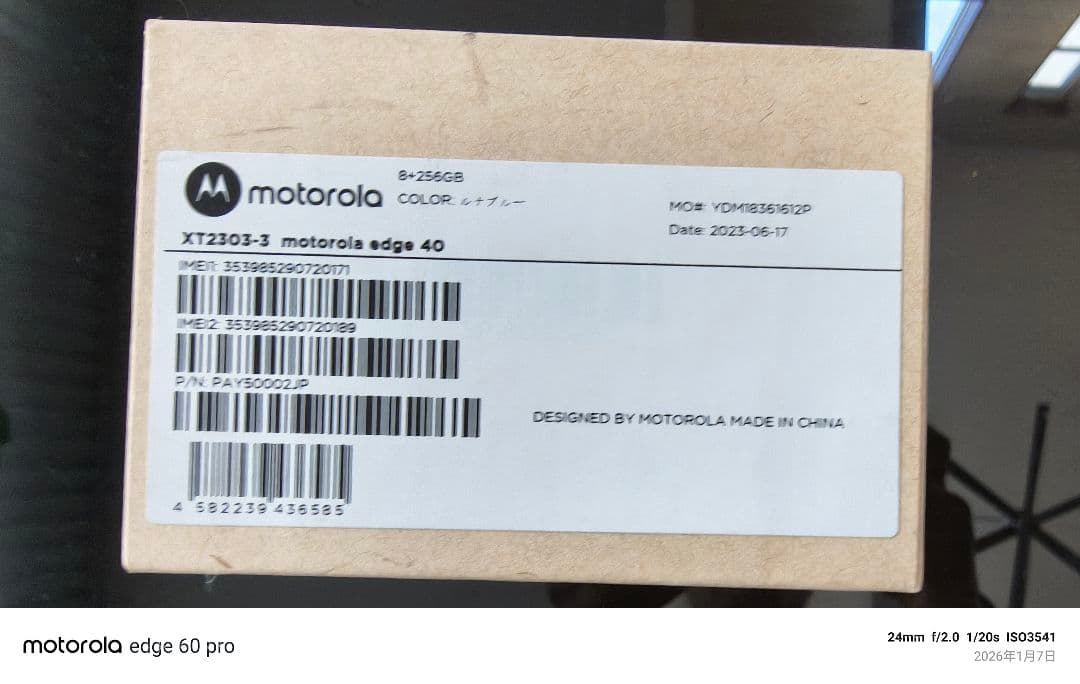 motorola
8+256GB
COLOR: ルナブルー
MO#: YDM18361612P
Date: 2023-06-17
XT2303-3 motorola edge 40
IMEI1: 353985290720171
IMEI2: 353985290720189
P/N: PAY50002JP
DESIGNED BY MOTOROLA MADE IN CHINA
4 582239 436585
motorola edge 60 pro
24mm f/2.0 1/20s ISO3541
2026年1月7日